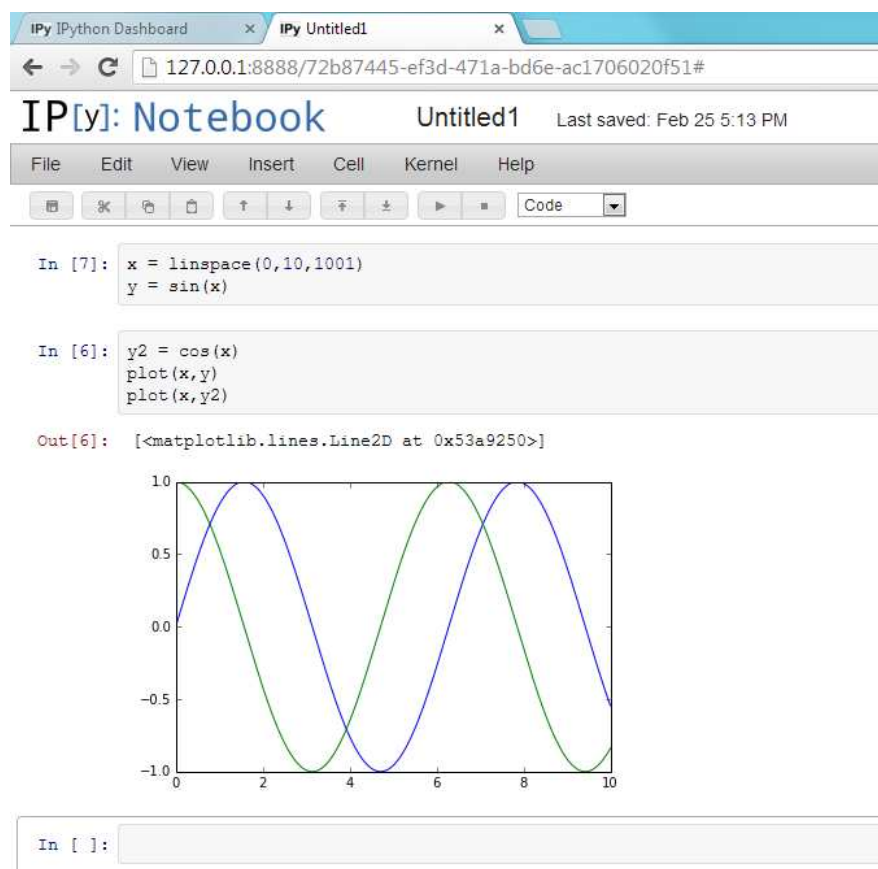 IPy IPython Dashboard × IPy Untitled1 ×
127.0.0.1:8888/72b87445-ef3d-471a-bd6e-ac1706020f51#
IP[y]: Notebook Untitled1 Last saved: Feb 25 5:13 PM
File Edit View Insert Cell Kernel Help
Code
In [7]: x = linspace(0,10,1001)
y = sin(x)
In [6]: y2 = cos(x)
plot(x,y)
plot(x,y2)
Out[6]: [<matplotlib.lines.Line2D at 0x53a9250>]
1.0
0.5
0.0
−0.5
−1.0
0 2 4 6 8 10
In [ ]: